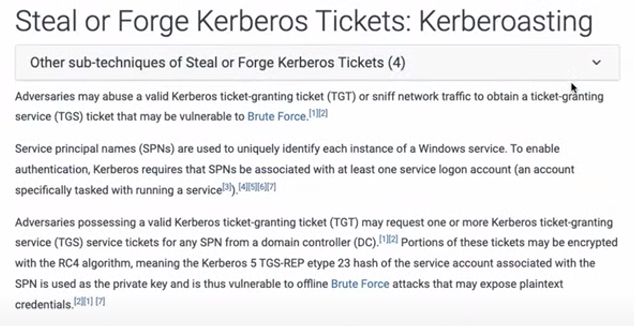 Steal or Forge Kerberos Tickets: Kerberoasting
Other sub-techniques of Steal or Forge Kerberos Tickets (4)
Adversaries may abuse a valid Kerberos ticket-granting ticket (TGT) or sniff network traffic to obtain a ticket-granting
service (TGS) ticket that may be vulnerable to Brute Force.[1][2]
Service principal names (SPNs) are used to uniquely identify each instance of a Windows service. To enable
authentication, Kerberos requires that SPNs be associated with at least one service logon account (an account
specifically tasked with running a service[3]).[4][5][6][7]
Adversaries possessing a valid Kerberos ticket-granting ticket (TGT) may request one or more Kerberos ticket-granting
service (TGS) service tickets for any SPN from a domain controller (DC).[1][2] Portions of these tickets may be encrypted
with the RC4 algorithm, meaning the Kerberos 5 TGS-REP etype 23 hash of the service account associated with the
SPN is used as the private key and is thus vulnerable to offline Brute Force attacks that may expose plaintext
credentials.[2][1] [7]